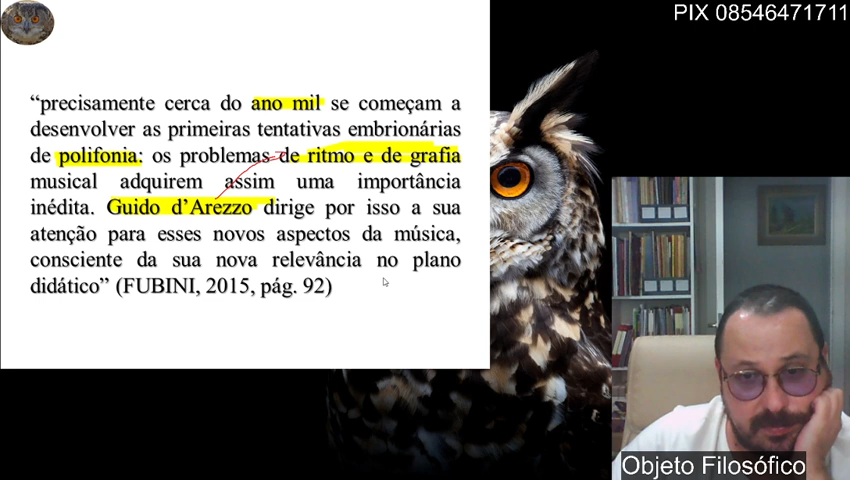 PIX 08546471711
“precisamente cerca do ano mil se começam a
desenvolver as primeiras tentativas embrionárias
de polifonia: os problemas de ritmo e de grafia
musical adquirem assim uma importância
inédita. Guido d’Arezzo dirige por isso a sua
atenção para esses novos aspectos da música,
consciente da sua nova relevância no plano
didático” (FUBINI, 2015, pág. 92)
Objeto Filosófico